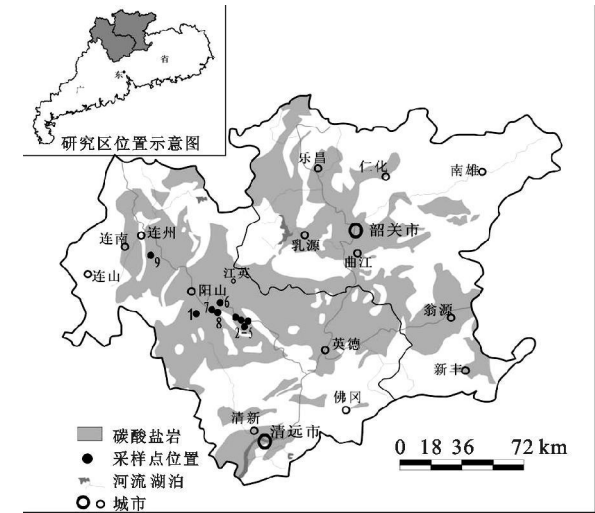 广
东
省
研究区位置示意图
乐昌
仁化
南雄
韶关市
连州
连南
乳源
曲江
9
连山
江英
阳山
6
7
1
8
2-5
翁源
英德
新丰
佛冈
清新
清远市
碳酸盐岩
采样点位置
河流湖泊
城市
0 18 36 72 km